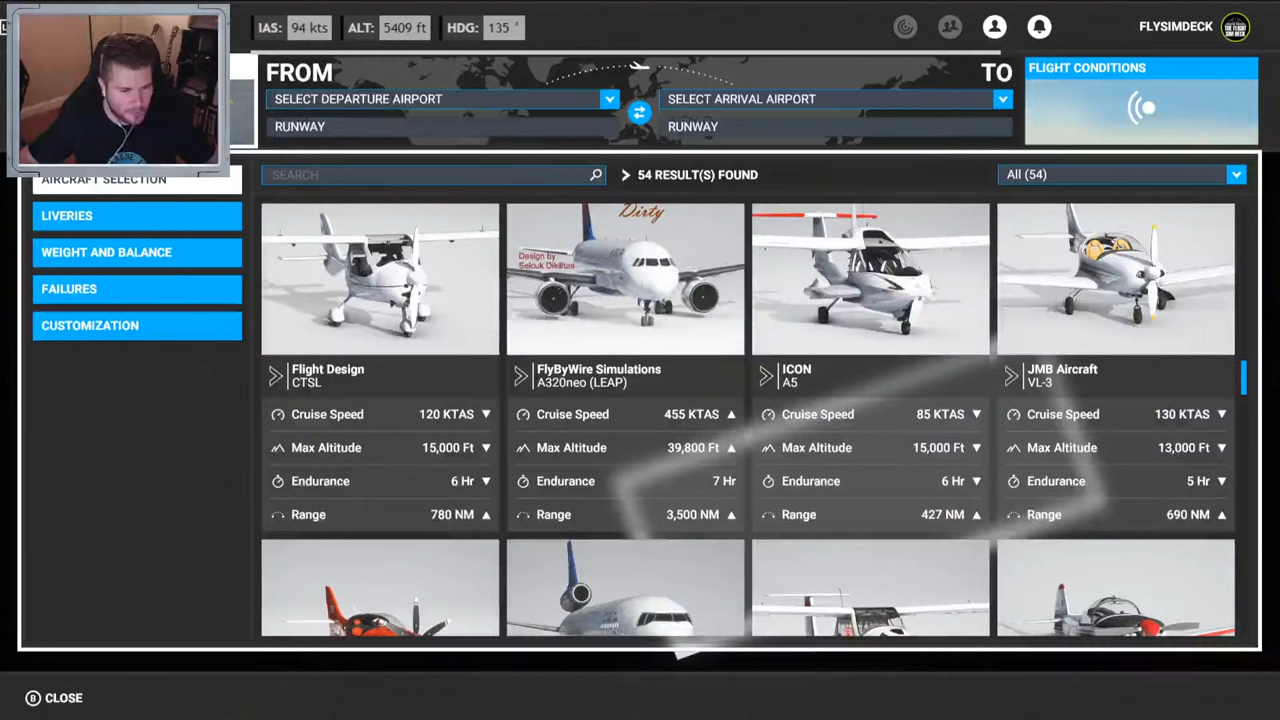 IAS: 94 kts ALT: 5409 ft HDG: 135 °
FLYSIMDECK
FROM
TO
SELECT DEPARTURE AIRPORT
SELECT ARRIVAL AIRPORT
RUNWAY
RUNWAY
FLIGHT CONDITIONS
AIRCRAFT SELECTION
LIVERIES
WEIGHT AND BALANCE
FAILURES
CUSTOMIZATION
SEARCH
54 RESULT(S) FOUND
All (54)
Dirty
Design by
Selcuk Dikilitas
Flight Design
CTSL
Cruise Speed 120 KTAS
Max Altitude 15,000 Ft
Endurance 6 Hr
Range 780 NM
FlyByWire Simulations
A320neo (LEAP)
Cruise Speed 455 KTAS
Max Altitude 39,800 Ft
Endurance 7 Hr
Range 3,500 NM
ICON
A5
Cruise Speed 85 KTAS
Max Altitude 15,000 Ft
Endurance 6 Hr
Range 427 NM
JMB Aircraft
VL-3
Cruise Speed 130 KTAS
Max Altitude 13,000 Ft
Endurance 5 Hr
Range 690 NM
B CLOSE